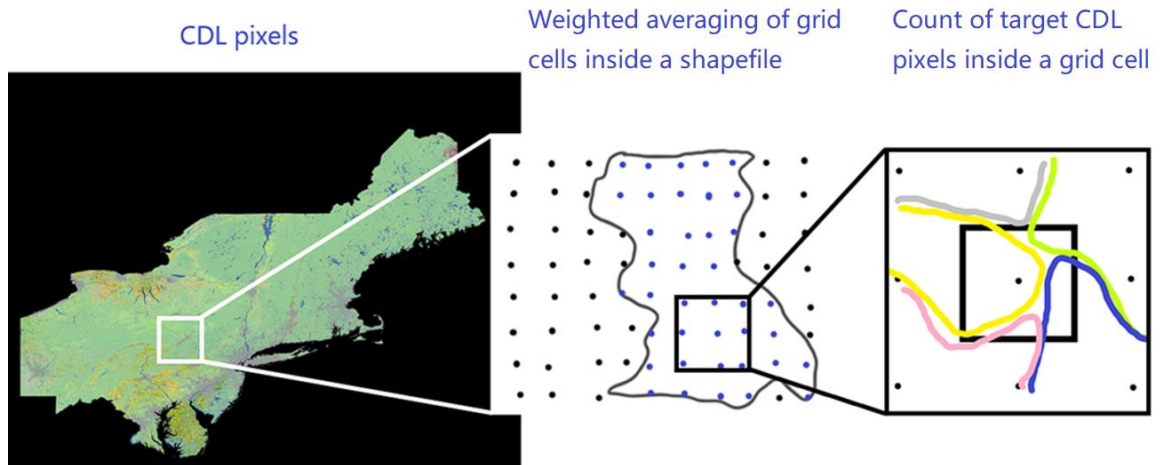 CDL pixels
Weighted averaging of grid
cells inside a shapefile
Count of target CDL
pixels inside a grid cell